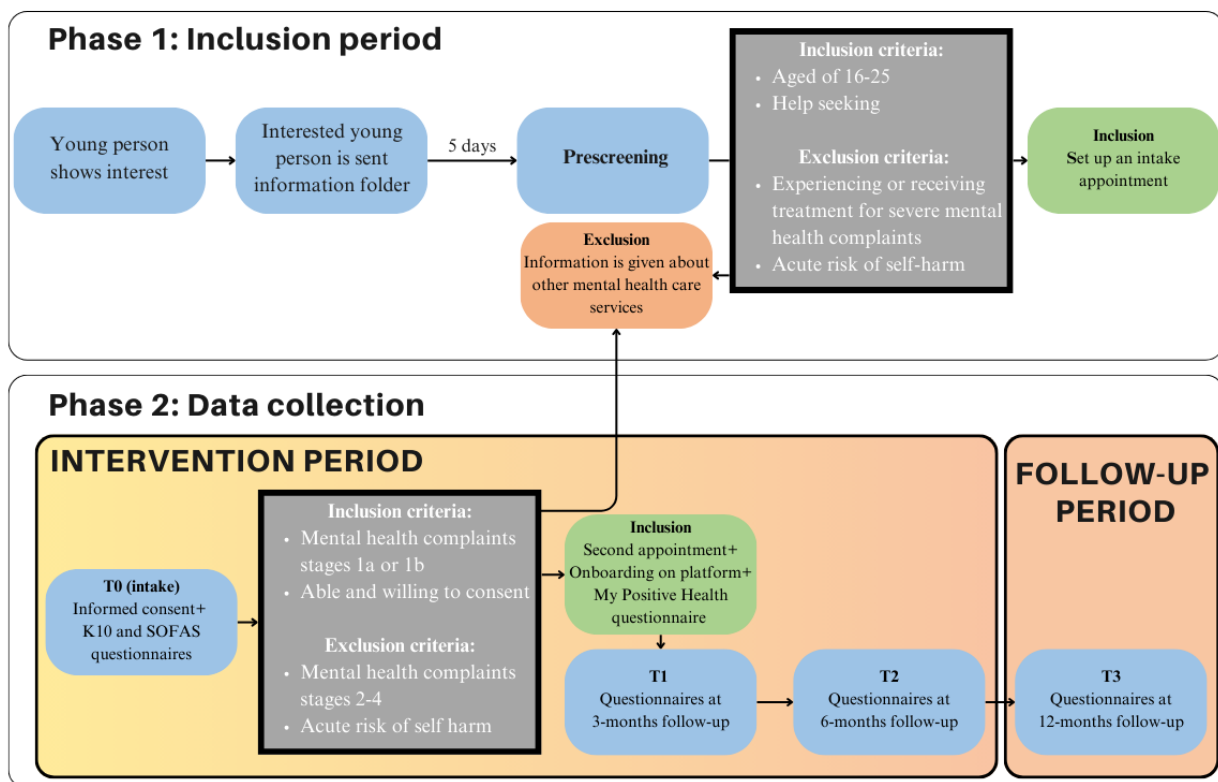 Phase 1: Inclusion period
Young person
shows interest
Interested young
person is sent
information folder
5 days
Prescreening
Inclusion criteria:
• Aged of 16-25
• Help seeking
Exclusion criteria:
• Experiencing or receiving
treatment for severe mental
health complaints
• Acute risk of self-harm
Inclusion
Set up an intake
appointment
Exclusion
Information is given about
other mental health care
services
Phase 2: Data collection
INTERVENTION PERIOD
T0 (intake)
Informed consent+
K10 and SOFAS
questionnaires
Inclusion criteria:
• Mental health complaints
stages 1a or 1b
• Able and willing to consent
Exclusion criteria:
• Mental health complaints
stages 2-4
• Acute risk of self harm
Inclusion
Second appointment+
Onboarding on platform+
My Positive Health
questionnaire
T1
Questionnaires at
3-months follow-up
T2
Questionnaires at
6-months follow-up
FOLLOW-UP
PERIOD
T3
Questionnaires at
12-months follow-up